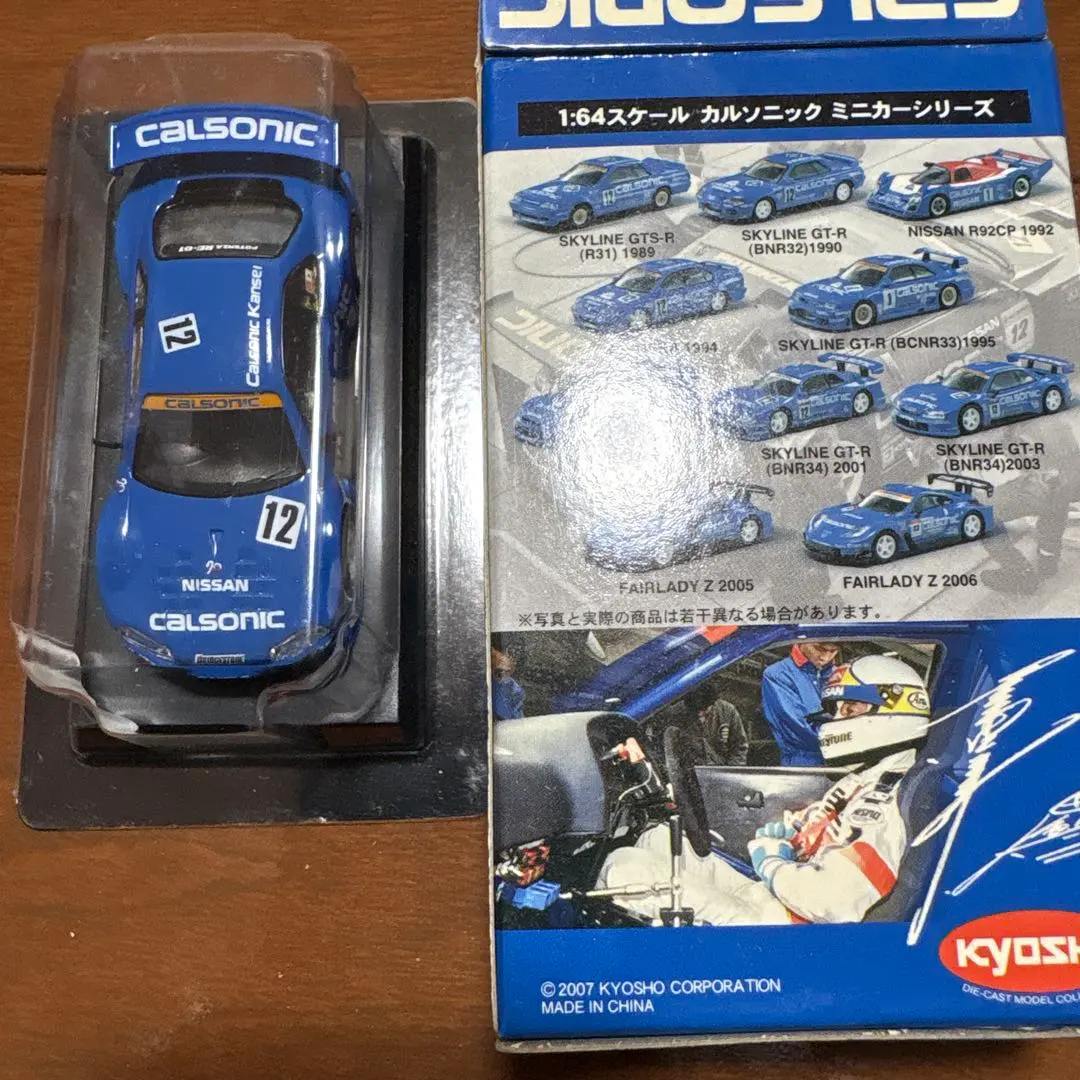 CALSONIC
1:64スケール カルソニック ミニカーシリーズ
SKYLINE GTS-R
(R31) 1989
SKYLINE GT-R
(BNR32)1990
NISSAN R92CP 1992
1994
SKYLINE GT-R (BCNR33)1995
SKYLINE GT-R
(BNR34) 2001
SKYLINE GT-R
(BNR34)2003
FAIRLADY Z 2005
FAIRLADY Z 2006
※写真と実際の商品は若干異なる場合があります。
©2007 KYOSHO CORPORATION
MADE IN CHINA
KYOSH
DIE-CAST MODEL
CALSONIC
POTENZA RE-01
Calsonic Kansei
12
CALSONIC
12
NISSAN
CALSONIC
BRIDGESTONE